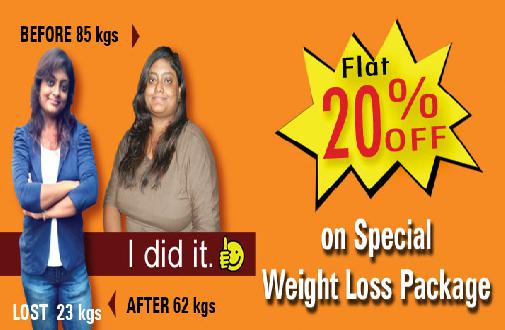 BEFORE 85 kgs
I did it.
LOST 23 kgs
AFTER 62 kgs
Flat
20% OFF
on Special
Weight Loss Package